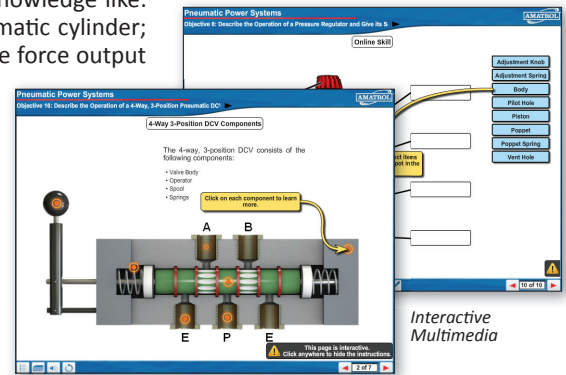 knowledge like:
matic cylinder;
e force output
Pneumatic Power Systems
Objective 8: Describe the Operation of a Pressure Regulator and Give its S
AMATROL
Online Skill
Adjustment Knob
Adjustment Spring
Body
Pilot Hole
Piston
Poppet
Poppet Spring
Vent Hole
ct items
pot in the
10 of 10
Pneumatic Power Systems
Objective 16: Describe the Operation of a 4-Way, 3-Position Pneumatic DCV
AMATROL
4-Way 3-Position DCV Components
The 4-way, 3-position DCV consists of the
following components:
• Valve Body
• Operator
• Spool
• Springs
Click on each component to learn
more.
A B
E P E
This page is interactive.
Click anywhere to hide the instructions.
2 of 7
Interactive
Multimedia